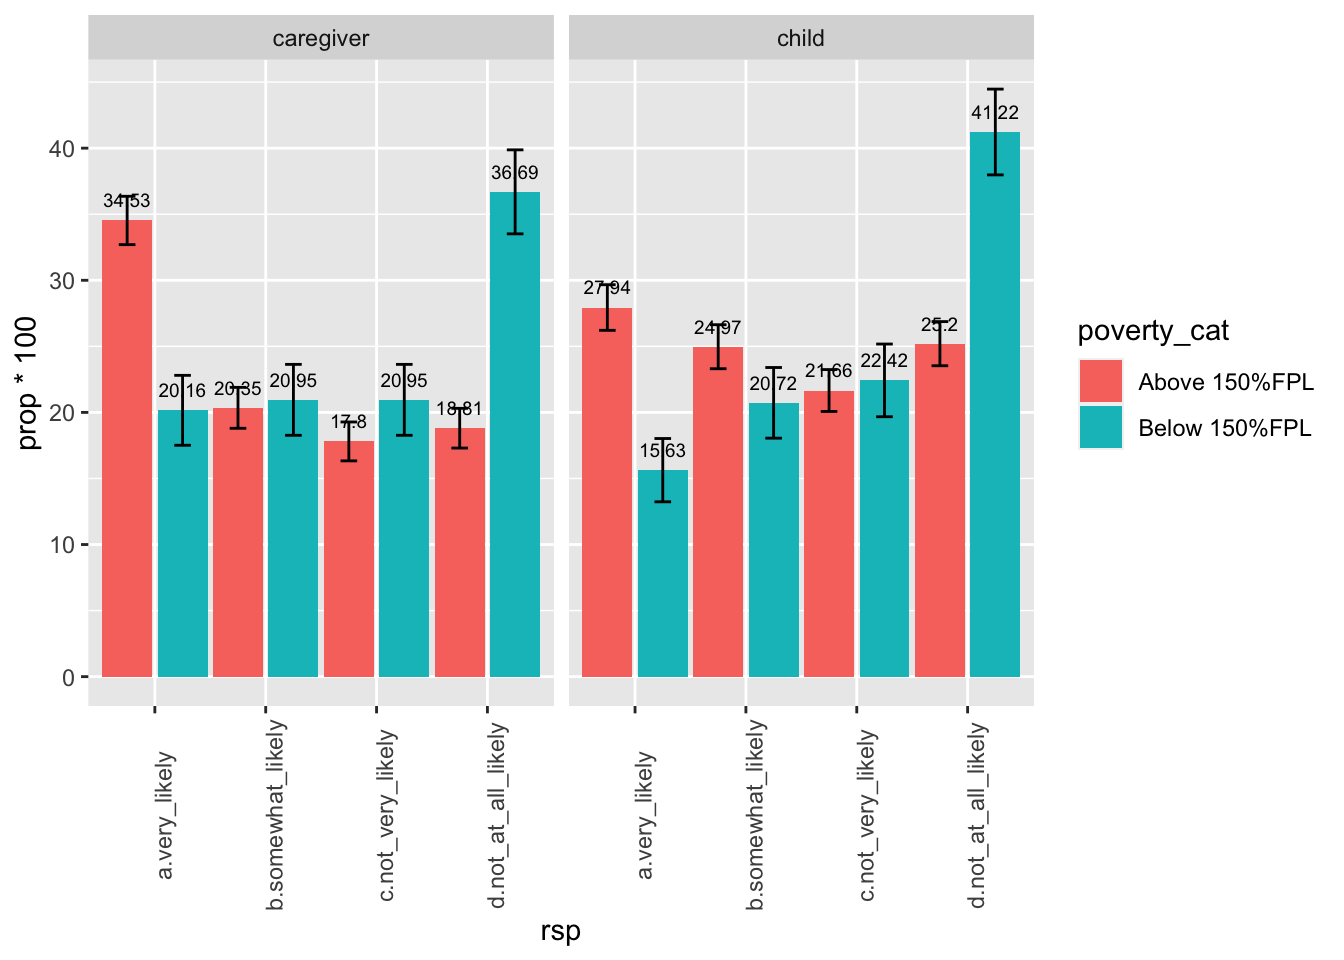 caregiver
child
prop * 100
40
30
20
10
0
34.53
20.16
20.35
20.95
17.8
20.95
18.81
36.69
27.94
15.63
24.97
20.72
21.66
22.42
25.2
41.22
a.very_likely
b.somewhat_likely
c.not_very_likely
d.not_at_all_likely
a.very_likely
b.somewhat_likely
c.not_very_likely
d.not_at_all_likely
rsp
poverty_cat
Above 150%FPL
Below 150%FPL